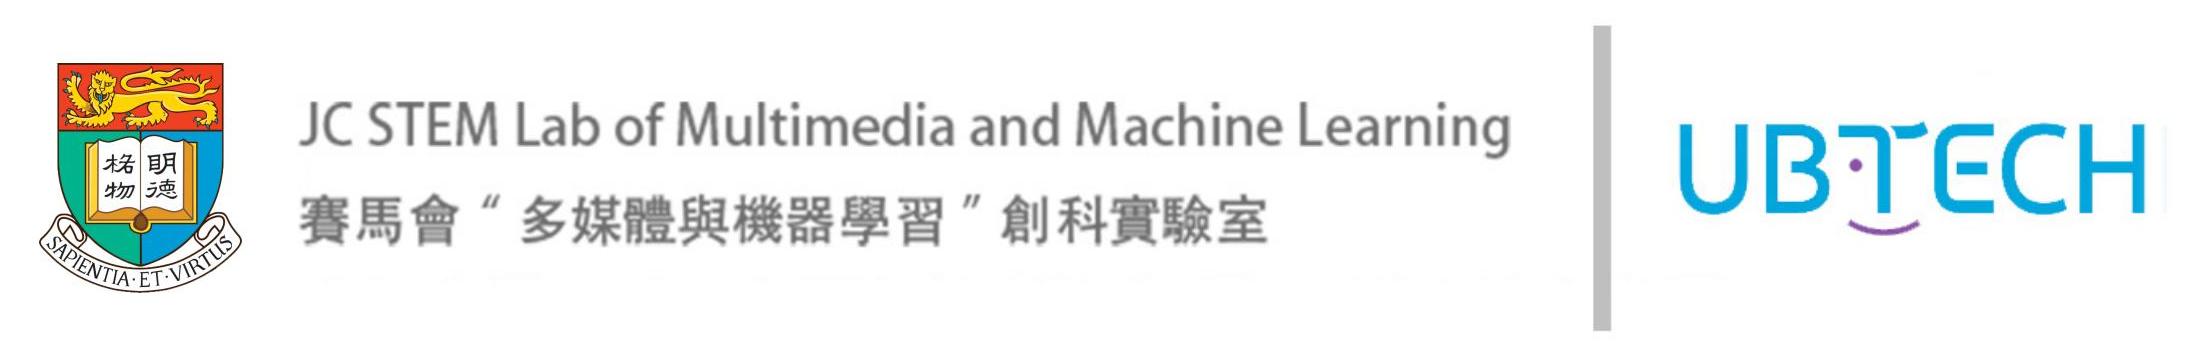 格物
明德
SAPIENTIA·ET·VIRTUS
JC STEM Lab of Multimedia and Machine Learning
賽馬會“多媒體與機器學習”創科實驗室
UBTECH